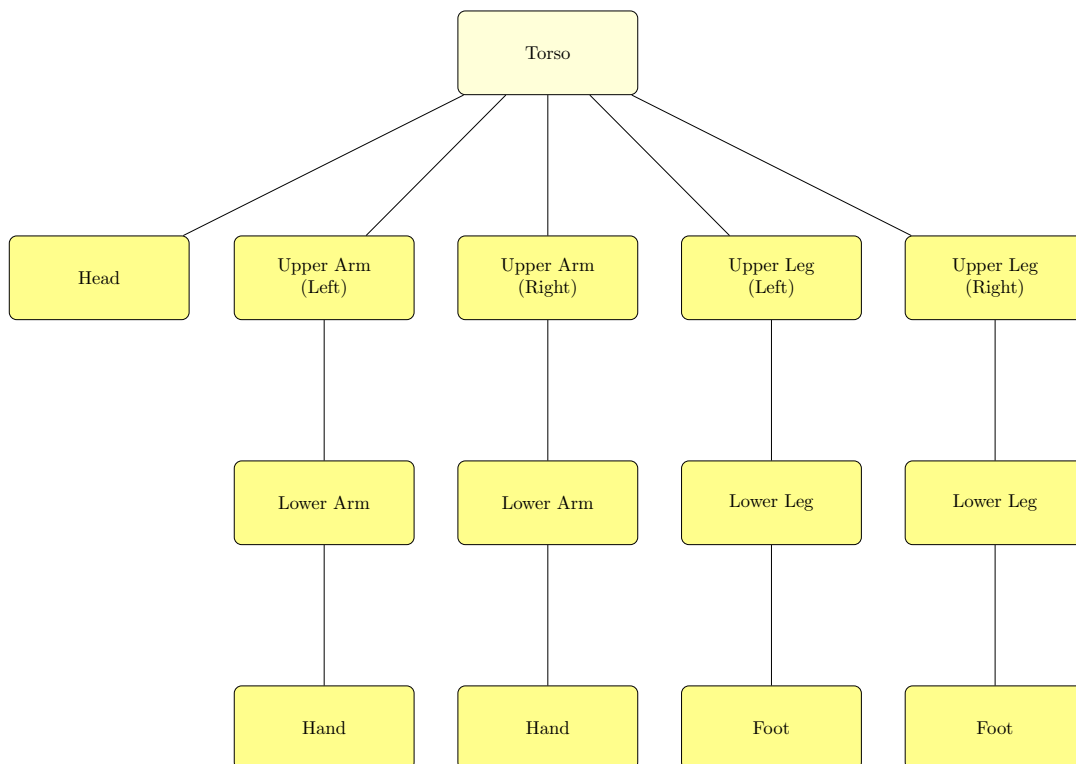 Torso
Head
Upper Arm
(Left)
Upper Arm
(Right)
Upper Leg
(Left)
Upper Leg
(Right)
Lower Arm
Lower Arm
Lower Leg
Lower Leg
Hand
Hand
Foot
Foot